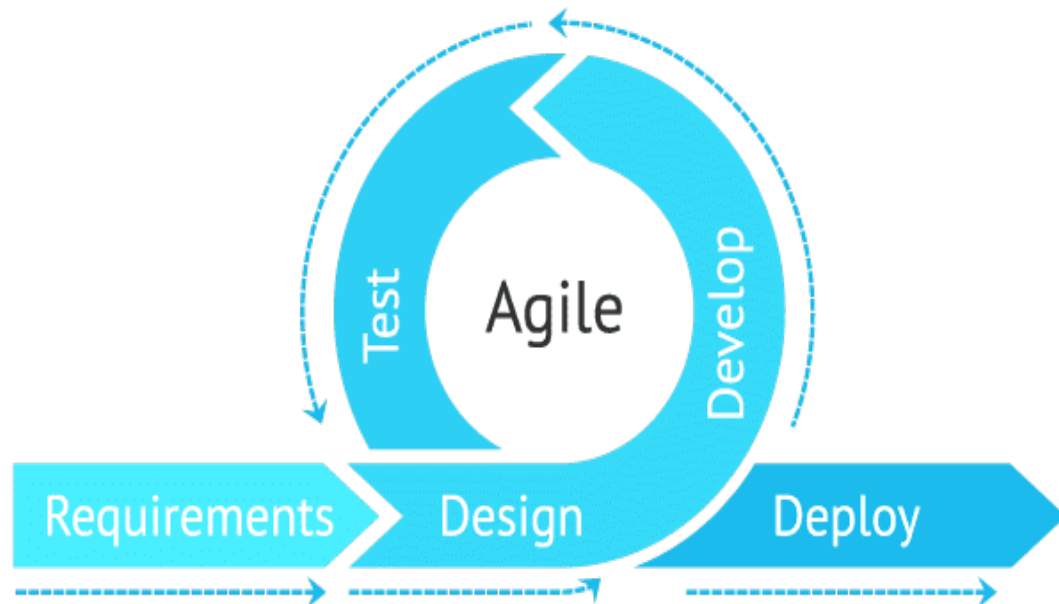 Agile
Test
Develop
Requirements
Design
Deploy